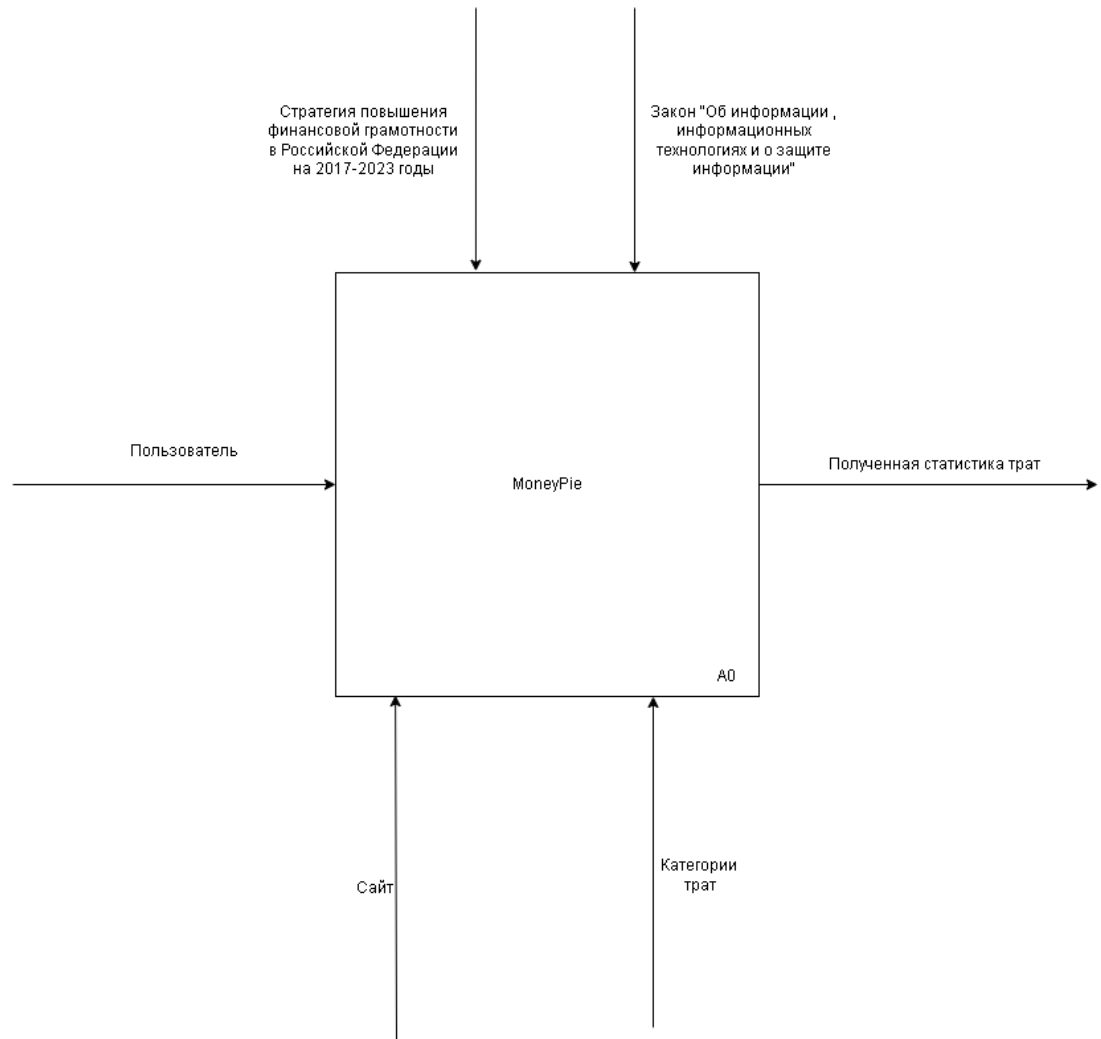 Стратегия повышения
финансовой грамотности
в Российской Федерации
на 2017-2023 годы
Закон "Об информации ,
информационных
технологиях и о защите
информации"
Пользователь
MoneyPie
Полученная статистика трат
A0
Сайт
Категории
трат